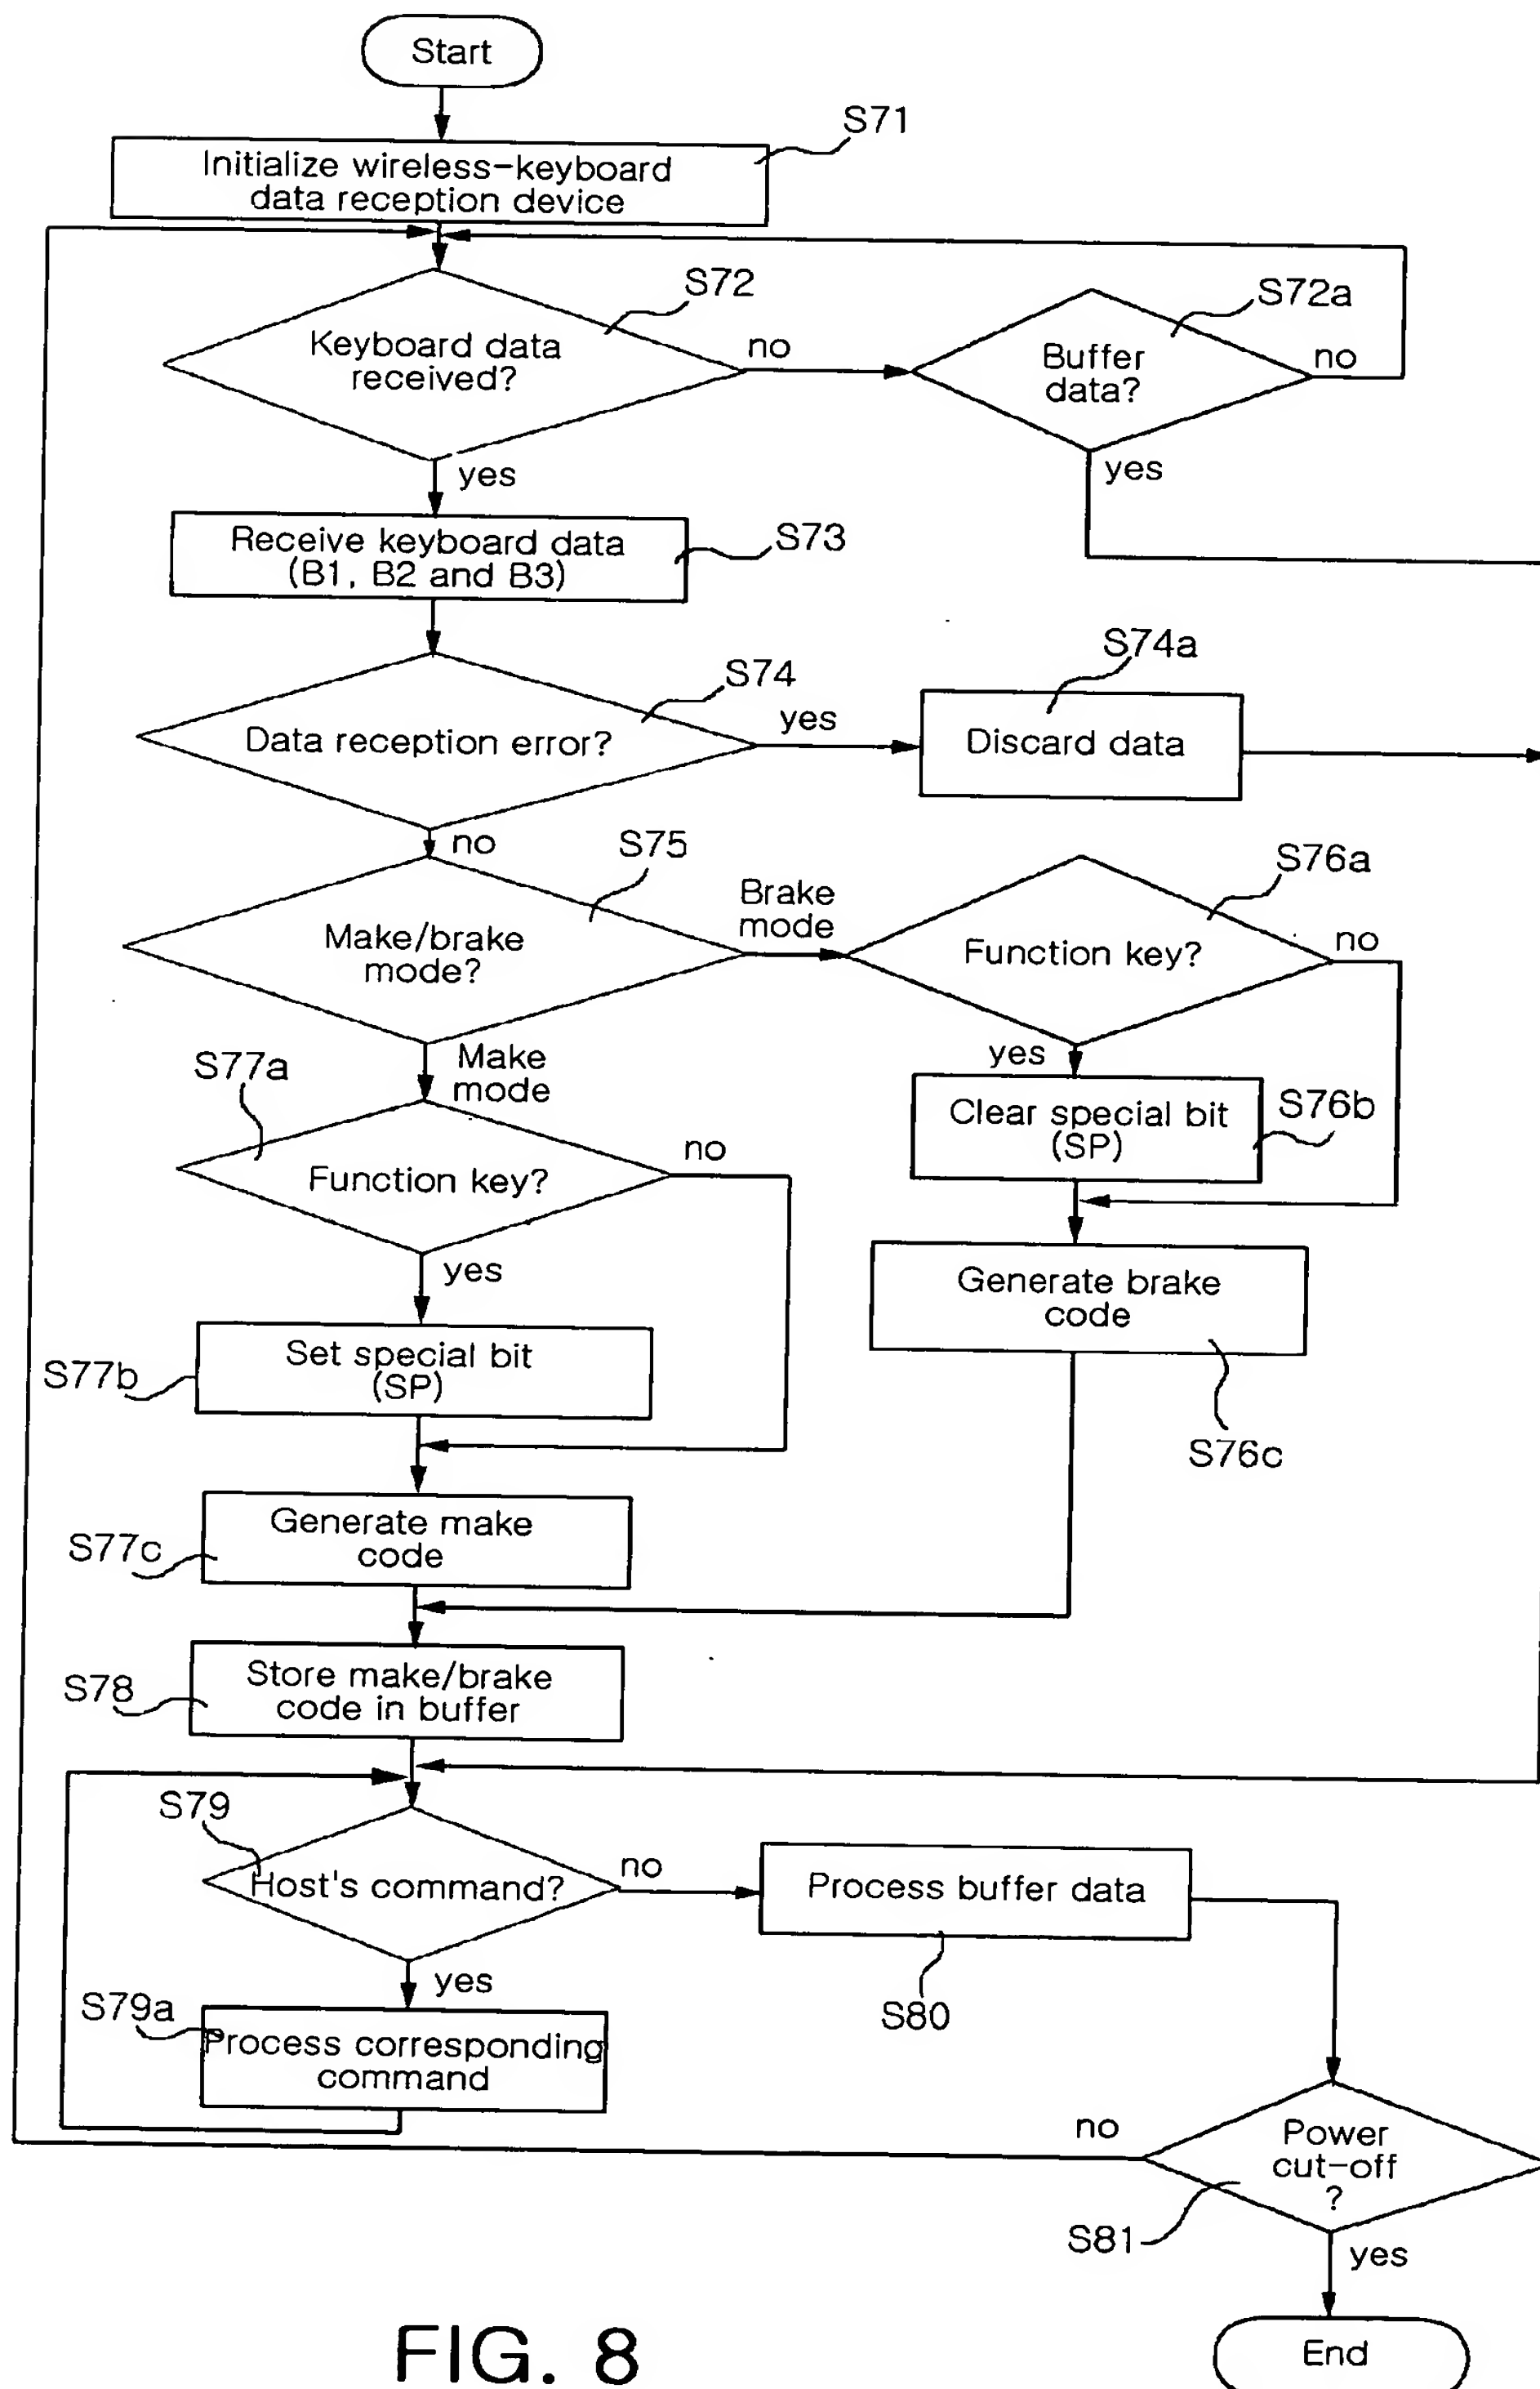 Start
S71
Initialize wireless-keyboard
data reception device
S72
Keyboard data
received?
no
S72a
Buffer
data?
no
yes
yes
Receive keyboard data
(B1, B2 and B3)
S73
S74
Data reception error?
yes
S74a
Discard data
no
S75
Make/brake
mode?
Brake
mode
S76a
Function key?
no
Make
mode
yes
S77a
Function key?
no
Clear special bit
(SP)
S76b
yes
Generate brake
code
S76c
Set special bit
(SP)
S77b
Generate make
code
S77c
Store make/brake
code in buffer
S78
S79
Host's command?
no
Process buffer data
S80
yes
S79a
Process corresponding
command
no
Power
cut-off
?
S81
yes
End
FIG. 8